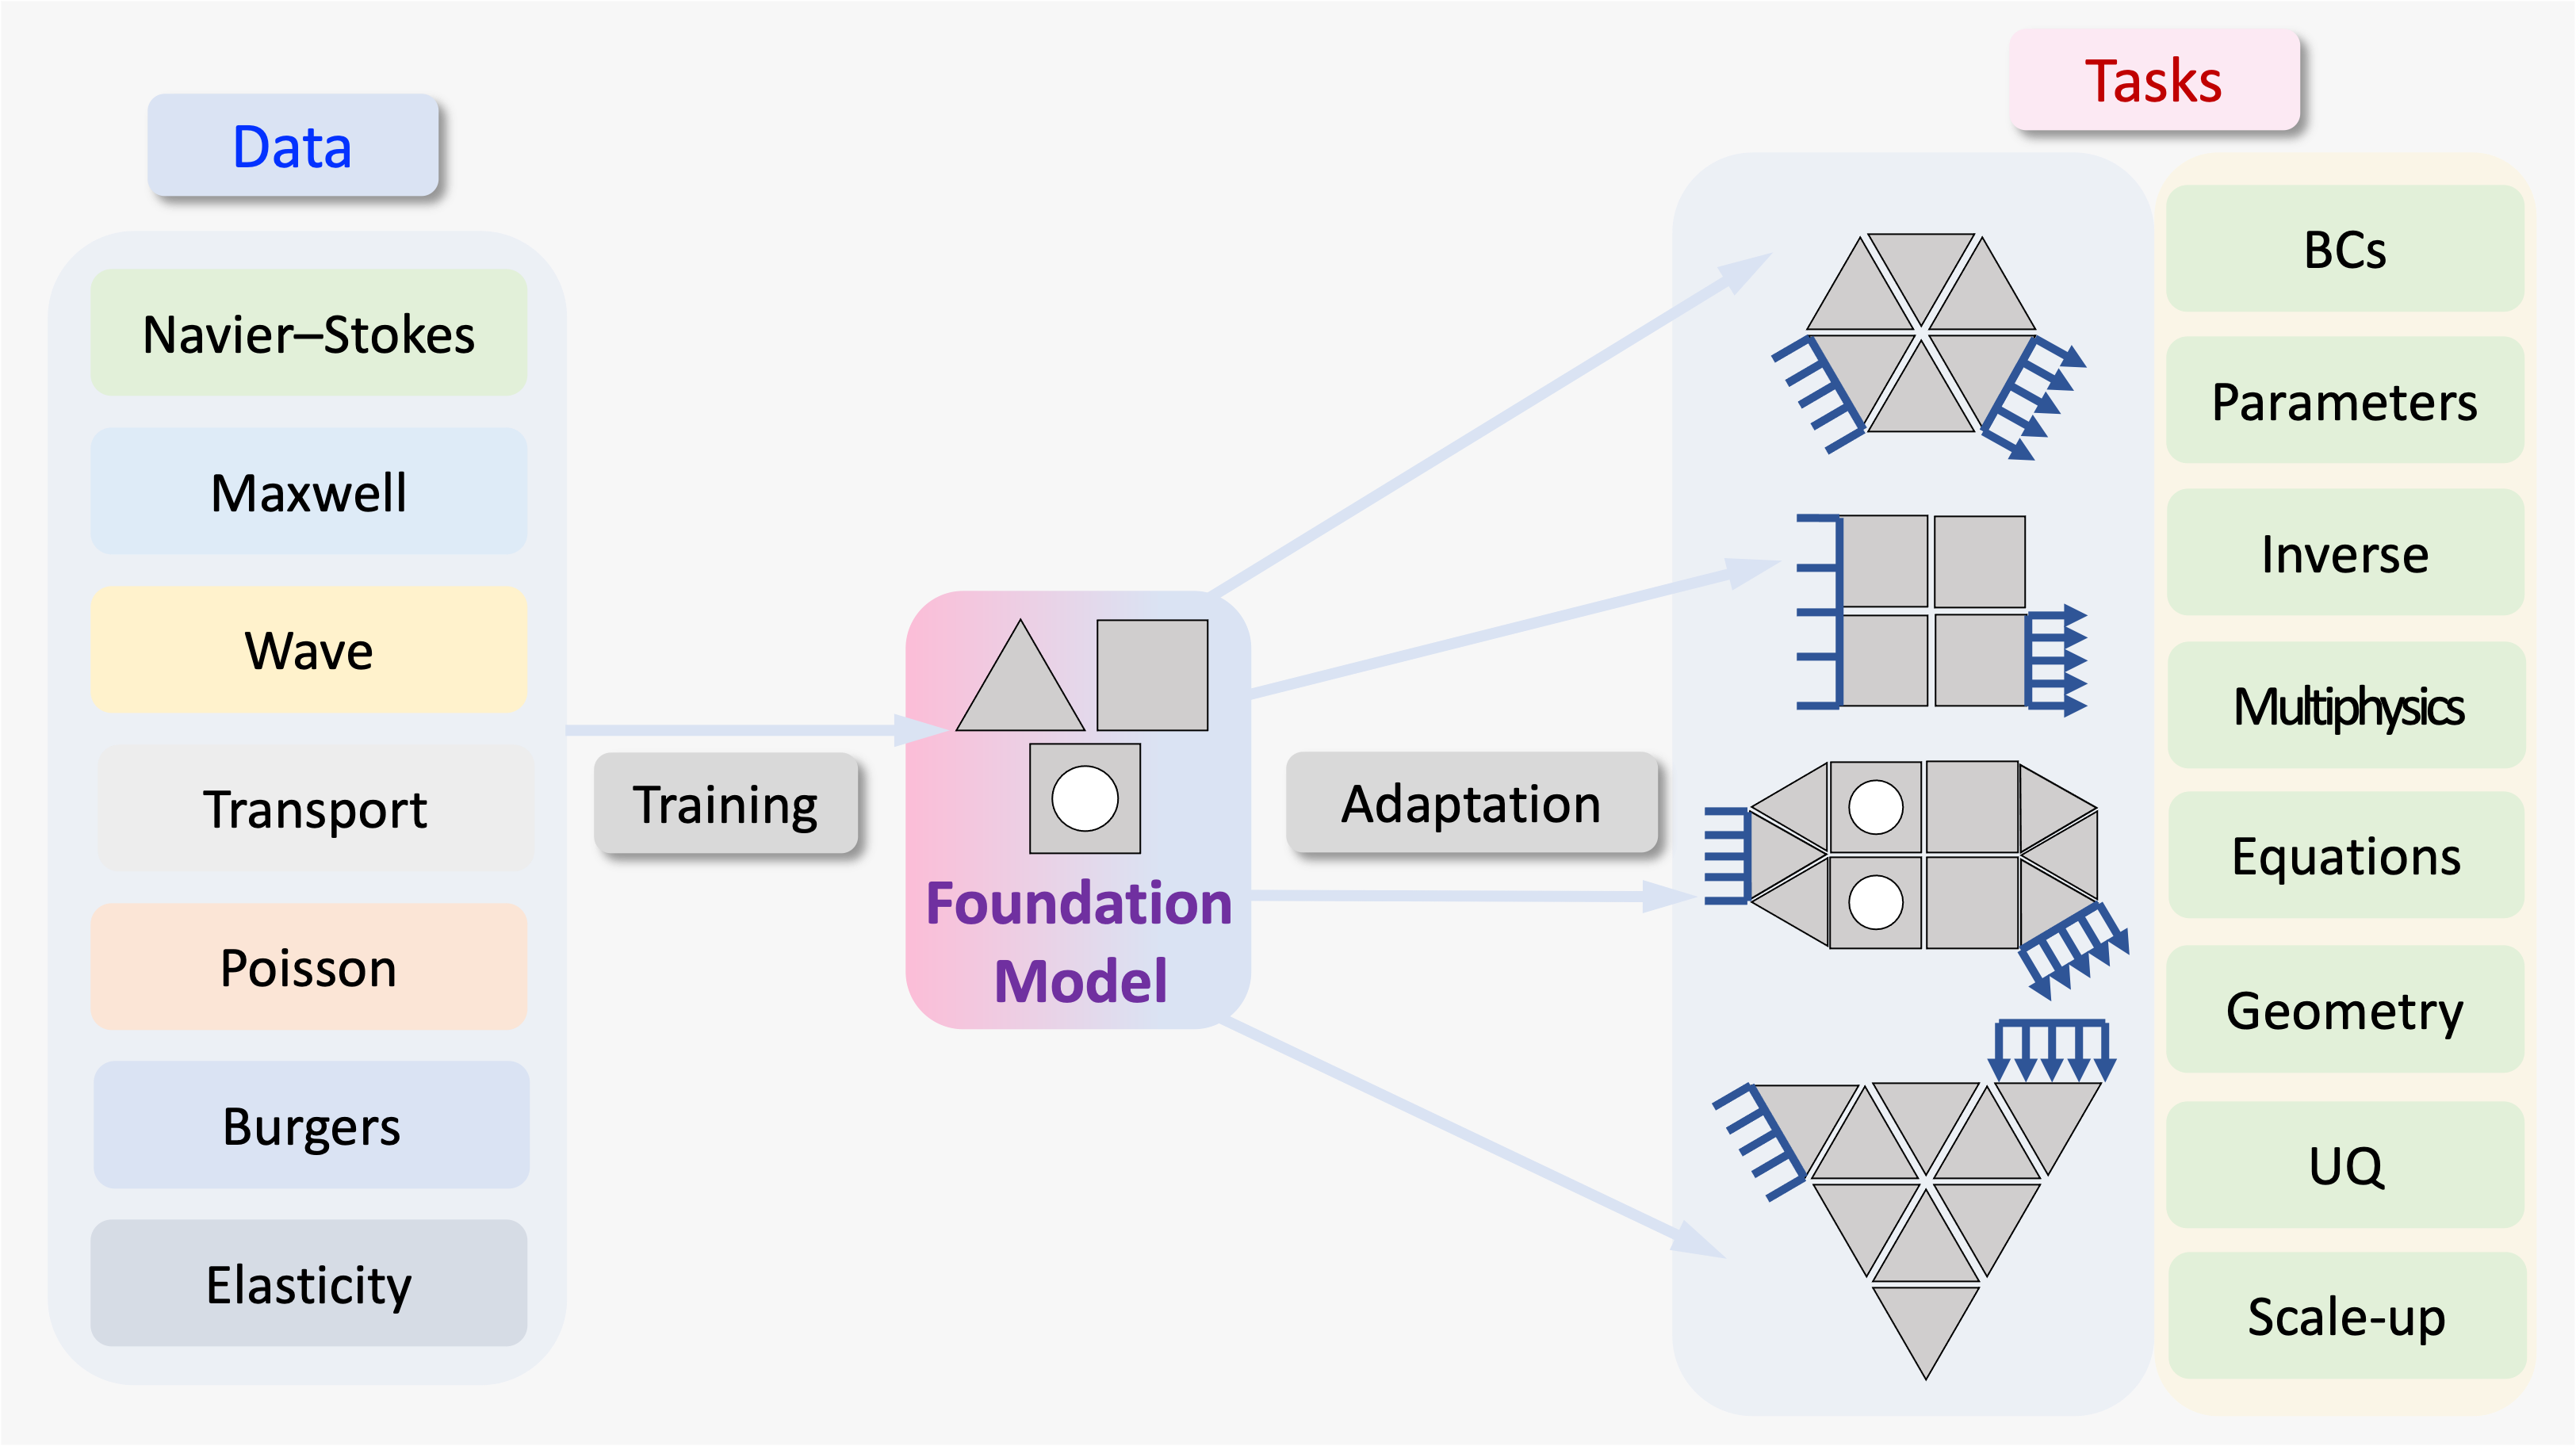 Data
Navier–Stokes
Maxwell
Wave
Transport
Poisson
Burgers
Elasticity
Training
Foundation
Model
Adaptation
Tasks
BCs
Parameters
Inverse
Multiphysics
Equations
Geometry
UQ
Scale-up